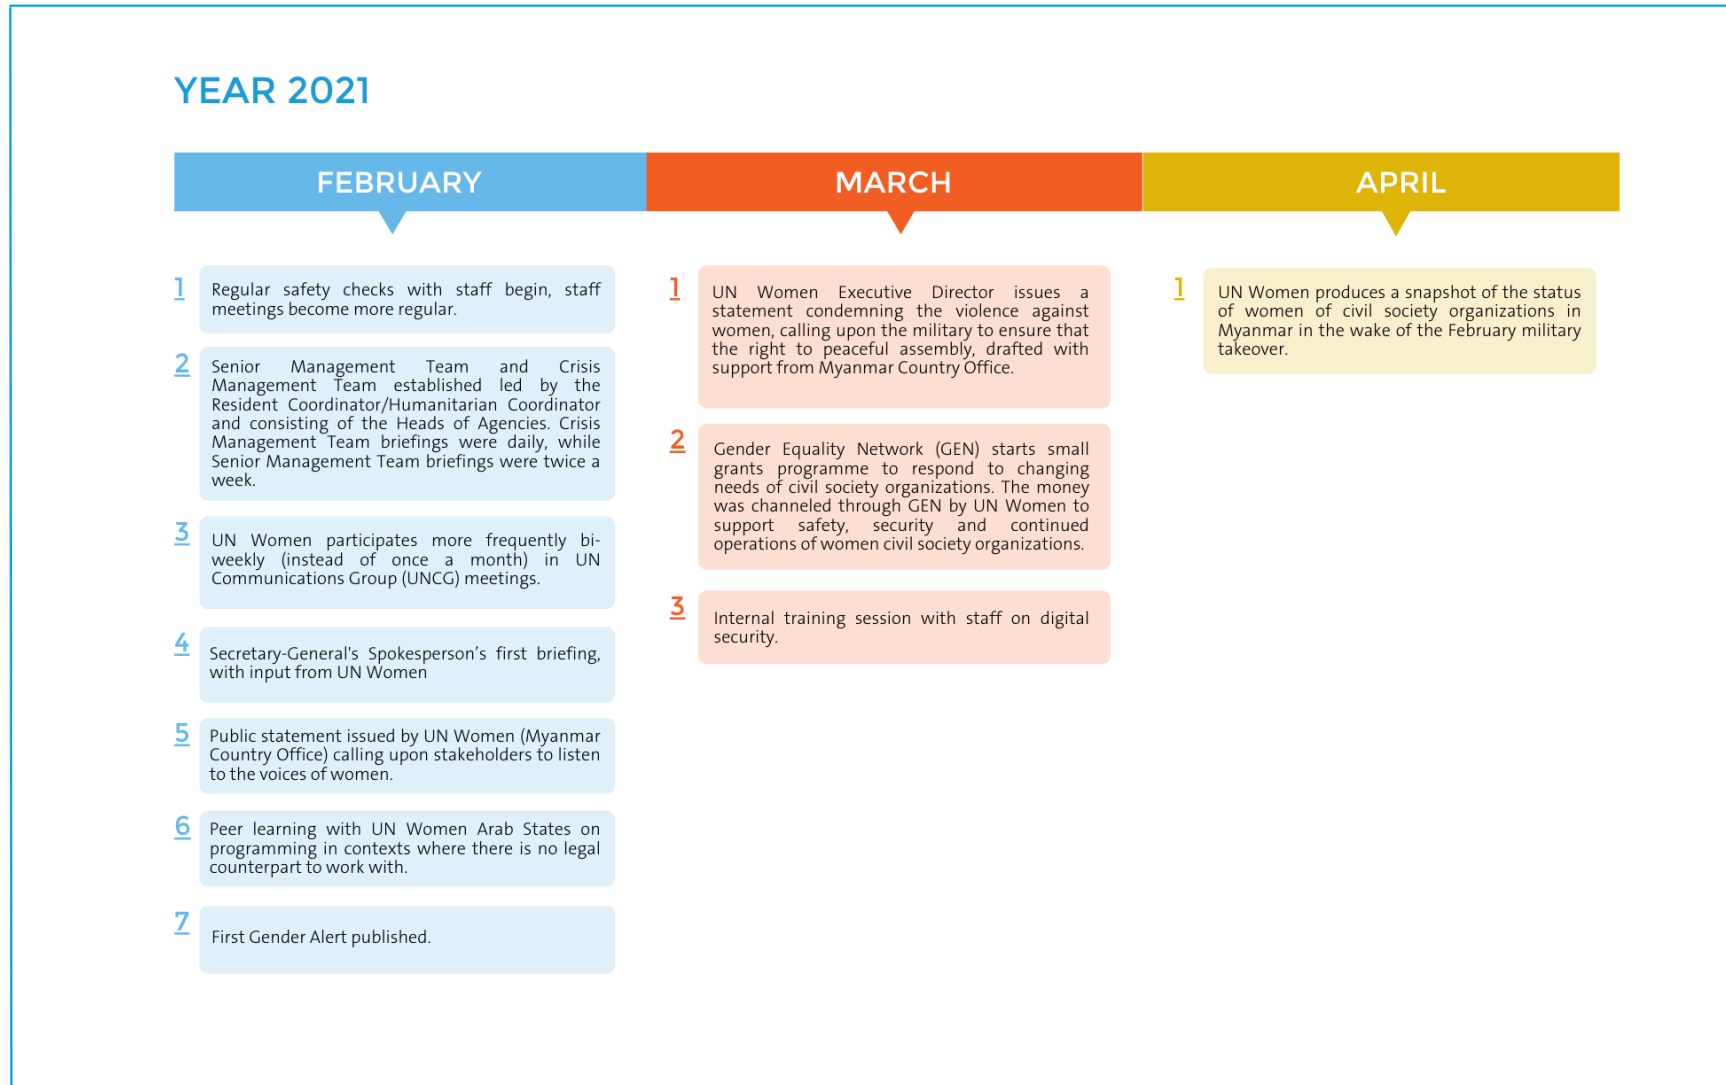 YEAR 2021
FEBRUARY
1
Regular safety checks with staff begin, staff
meetings become more regular.
2
Senior Management Team and Crisis
Management Team established led by the
Resident Coordinator/Humanitarian Coordinator
and consisting of the Heads of Agencies. Crisis
Management Team briefings were daily, while
Senior Management Team briefings were twice a
week.
3
UN Women participates more frequently bi-
weekly (instead of once a month) in UN
Communications Group (UNCG) meetings.
4
Secretary-General's Spokesperson’s first briefing,
with input from UN Women
5
Public statement issued by UN Women (Myanmar
Country Office) calling upon stakeholders to listen
to the voices of women.
6
Peer learning with UN Women Arab States on
programming in contexts where there is no legal
counterpart to work with.
7
First Gender Alert published.
MARCH
1
UN Women Executive Director issues a
statement condemning the violence against
women, calling upon the military to ensure that
the right to peaceful assembly, drafted with
support from Myanmar Country Office.
2
Gender Equality Network (GEN) starts small
grants programme to respond to changing
needs of civil society organizations. The money
was channeled through GEN by UN Women to
support safety, security and continued
operations of women civil society organizations.
3
Internal training session with staff on digital
security.
APRIL
1
UN Women produces a snapshot of the status
of women of civil society organizations in
Myanmar in the wake of the February military
takeover.